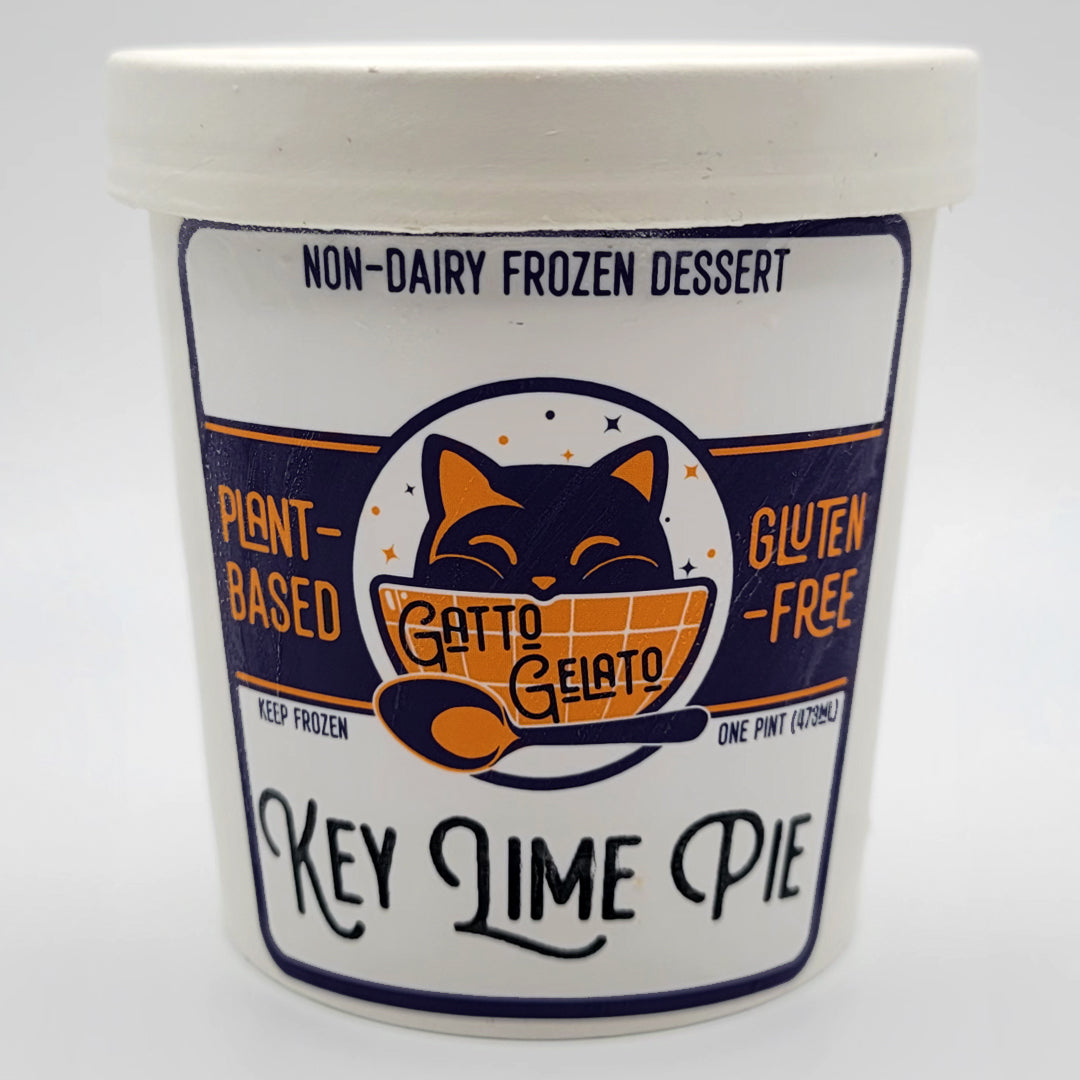 NON-DAIRY FROZEN DESSERT
PLANT-
BASED
GATTO
GELATO
GLUTEN
-FREE
KEEP FROZEN
ONE PINT (473ML)
KEY LIME PIE